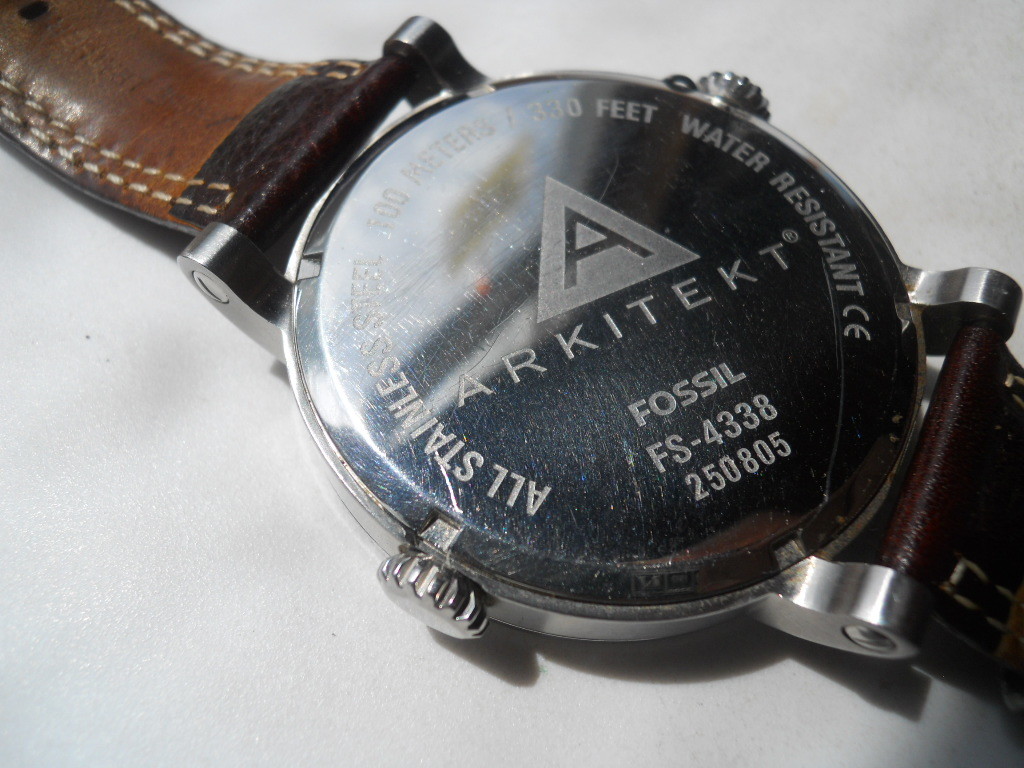 ALL STAINLESS STEEL 100 METERS / 330 FEET WATER RESISTANT CE
A
ARKITEKT®
FOSSIL
FS-4338
250805